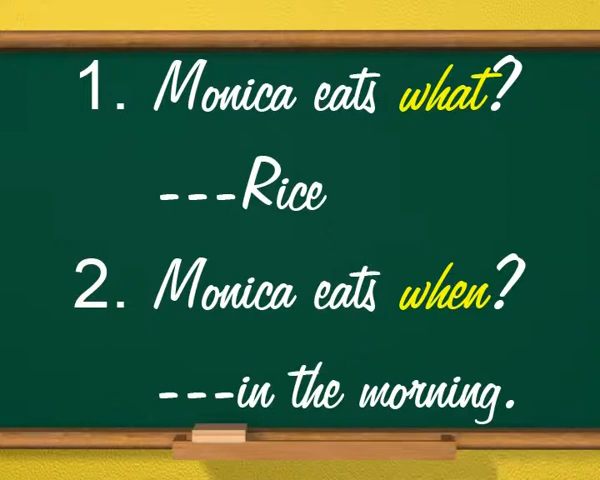 1. Monica eats what?
---Rice
2. Monica eats when?
---in the morning.